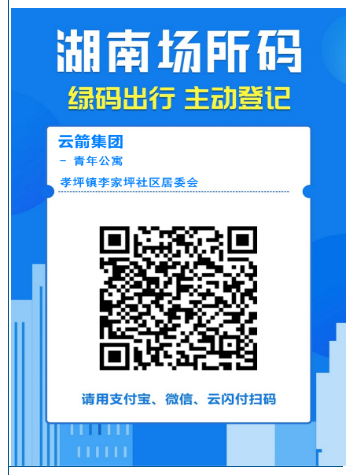 湖南场所码
绿码出行 主动登记
云箭集团
- 青年公寓
孝坪镇李家坪社区居委会
请用支付宝、微信、云闪付扫码